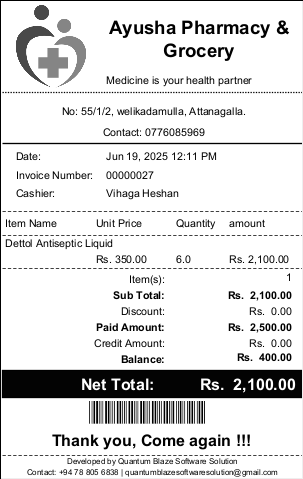 Ayusha Pharmacy &
Grocery
Medicine is your health partner
No: 55/1/2, welikadamulla, Attanagalla.
Contact: 0776085969
Date: Jun 19, 2025 12:11 PM
Invoice Number: 00000027
Cashier: Vihaga Heshan
Item Name Unit Price Quantity amount
Dettol Antiseptic Liquid
Rs. 350.00 6.0 Rs. 2,100.00
Item(s): 1
Sub Total: Rs. 2,100.00
Discount: Rs. 0.00
Paid Amount: Rs. 2,500.00
Credit Amount: Rs. 0.00
Balance: Rs. 400.00
Net Total: Rs. 2,100.00
Thank you, Come again !!!
Developed by Quantum Blaze Software Solution
Contact: +94 78 805 6838 | quantumblazesoftwaresolution@gmail.com